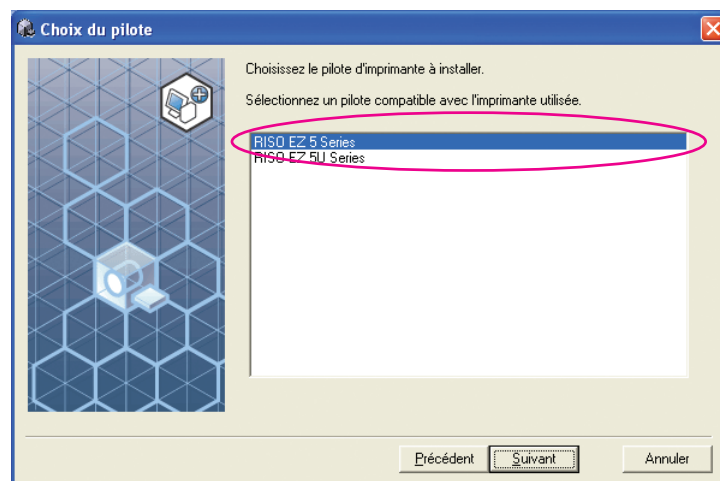 Choix du pilote
Choisissez le pilote d'imprimante à installer.
Sélectionnez un pilote compatible avec l'imprimante utilisée.
RISO EZ 5 Series
RISO EZ 5U Series
Précédent Suivant Annuler